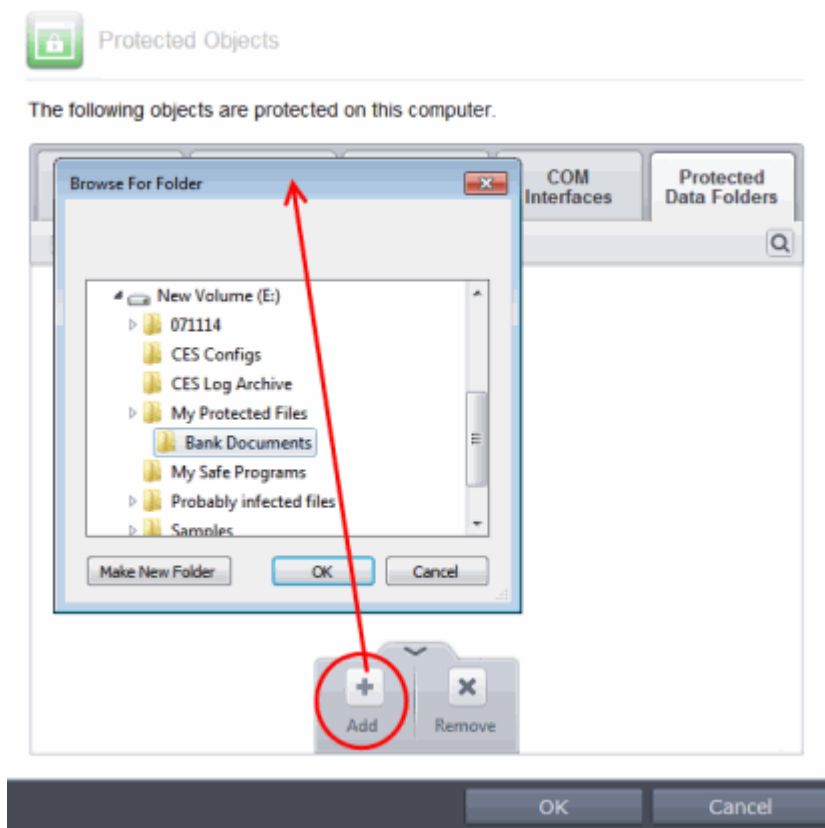 Protected Objects
The following objects are protected on this computer.
Browse For Folder
COM
Interfaces
Protected
Data Folders
New Volume (E:)
071114
CES Configs
CES Log Archive
My Protected Files
Bank Documents
My Safe Programs
Probably infected files
Samples
Make New Folder
OK
Cancel
Add
Remove
OK
Cancel